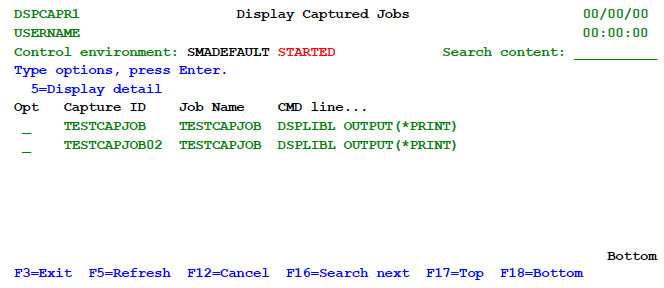 DSPCAPR1 Display Captured Jobs 00/00/00
USERNAME 00:00:00
Control environment: SMADEFAULT STARTED Search content: __________
Type options, press Enter.
5=Display detail
Opt Capture ID Job Name CMD line...
_ TESTCAPJOB TESTCAPJOB DSPLIBL OUTPUT(*PRINT)
_ TESTCAPJOB02 TESTCAPJOB DSPLIBL OUTPUT(*PRINT)
Bottom
F3=Exit F5=Refresh F12=Cancel F16=Search next F17=Top F18=Bottom